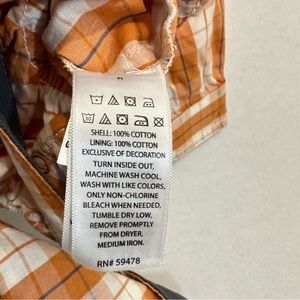 SHELL: 100% COTTON
LINING: 100% COTTON
EXCLUSIVE OF DECORATION
TURN INSIDE OUT,
MACHINE WASH COOL,
WASH WITH LIKE COLORS,
ONLY NON-CHLORINE
BLEACH WHEN NEEDED,
TUMBLE DRY LOW,
REMOVE PROMPTLY
FROM DRYER,
MEDIUM IRON.
RN# 59478